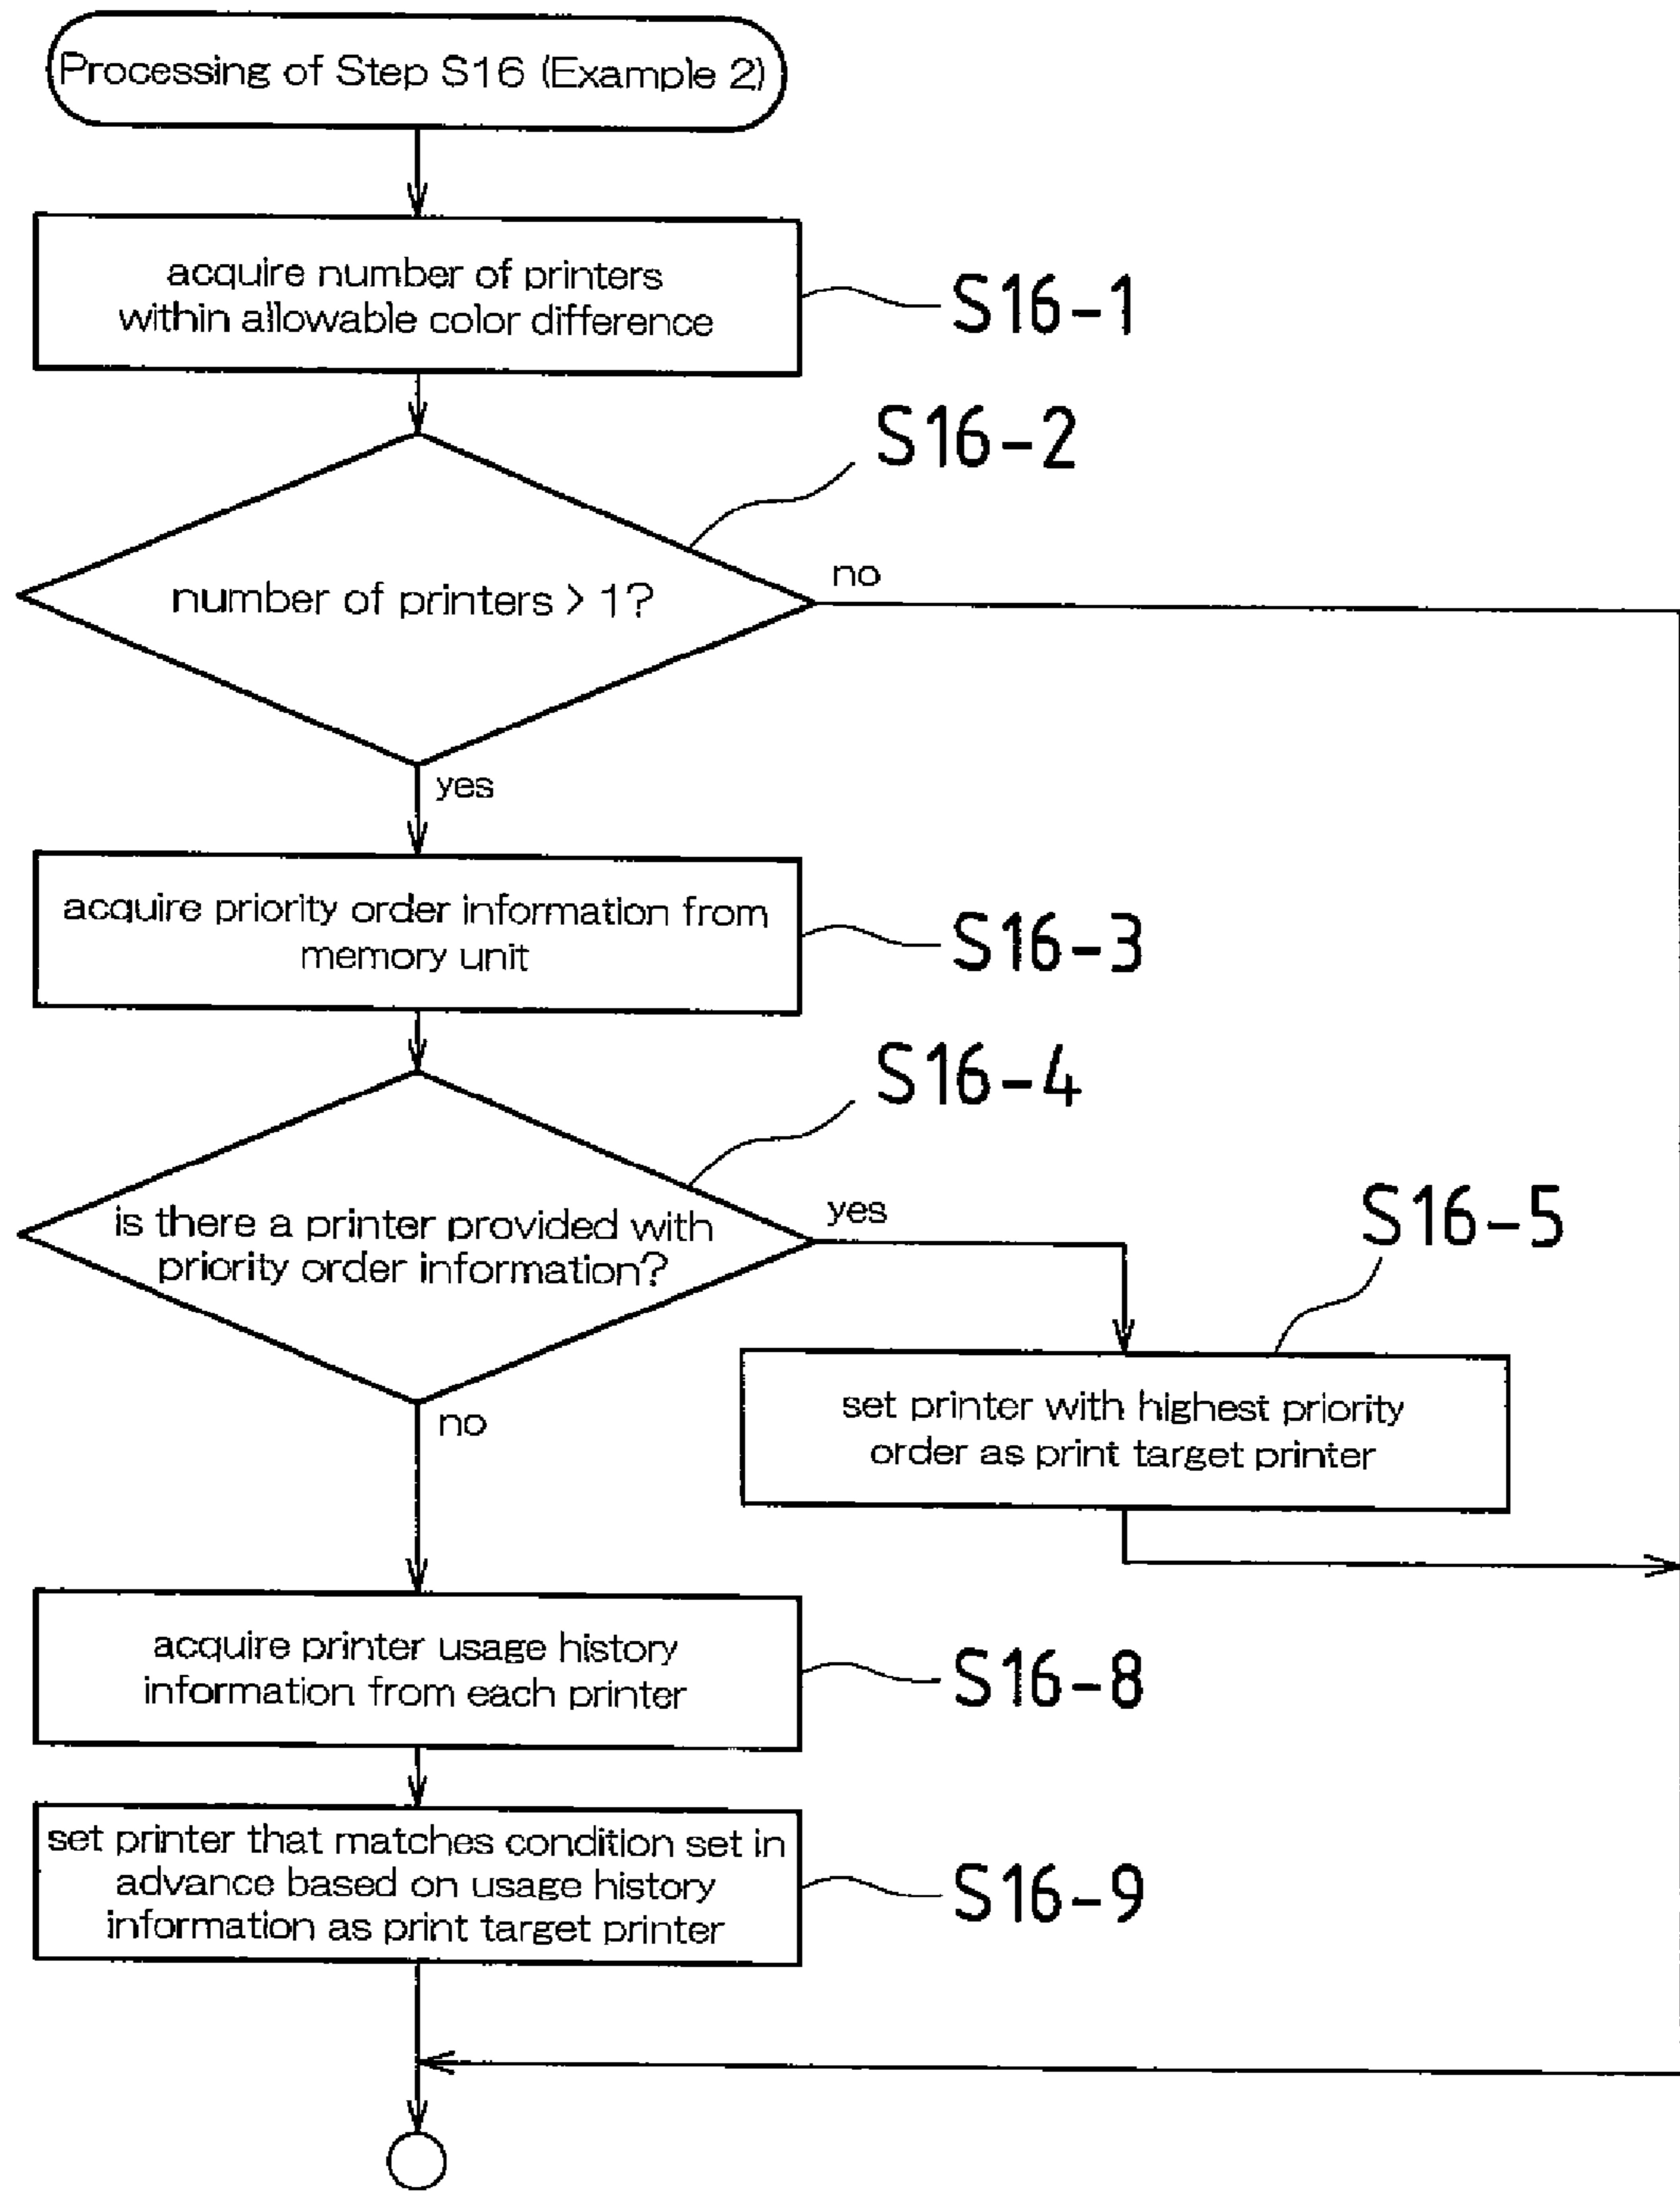 Processing of Step S16 (Example 2)
acquire number of printers
within allowable color difference
S16-1
S16-2
number of printers > 1?
no
yes
acquire priority order information from
memory unit
S16-3
S16-4
is there a printer provided with
priority order information?
yes
S16-5
set printer with highest priority
order as print target printer
no
acquire printer usage history
information from each printer
S16-8
set printer that matches condition set in
advance based on usage history
information as print target printer
S16-9